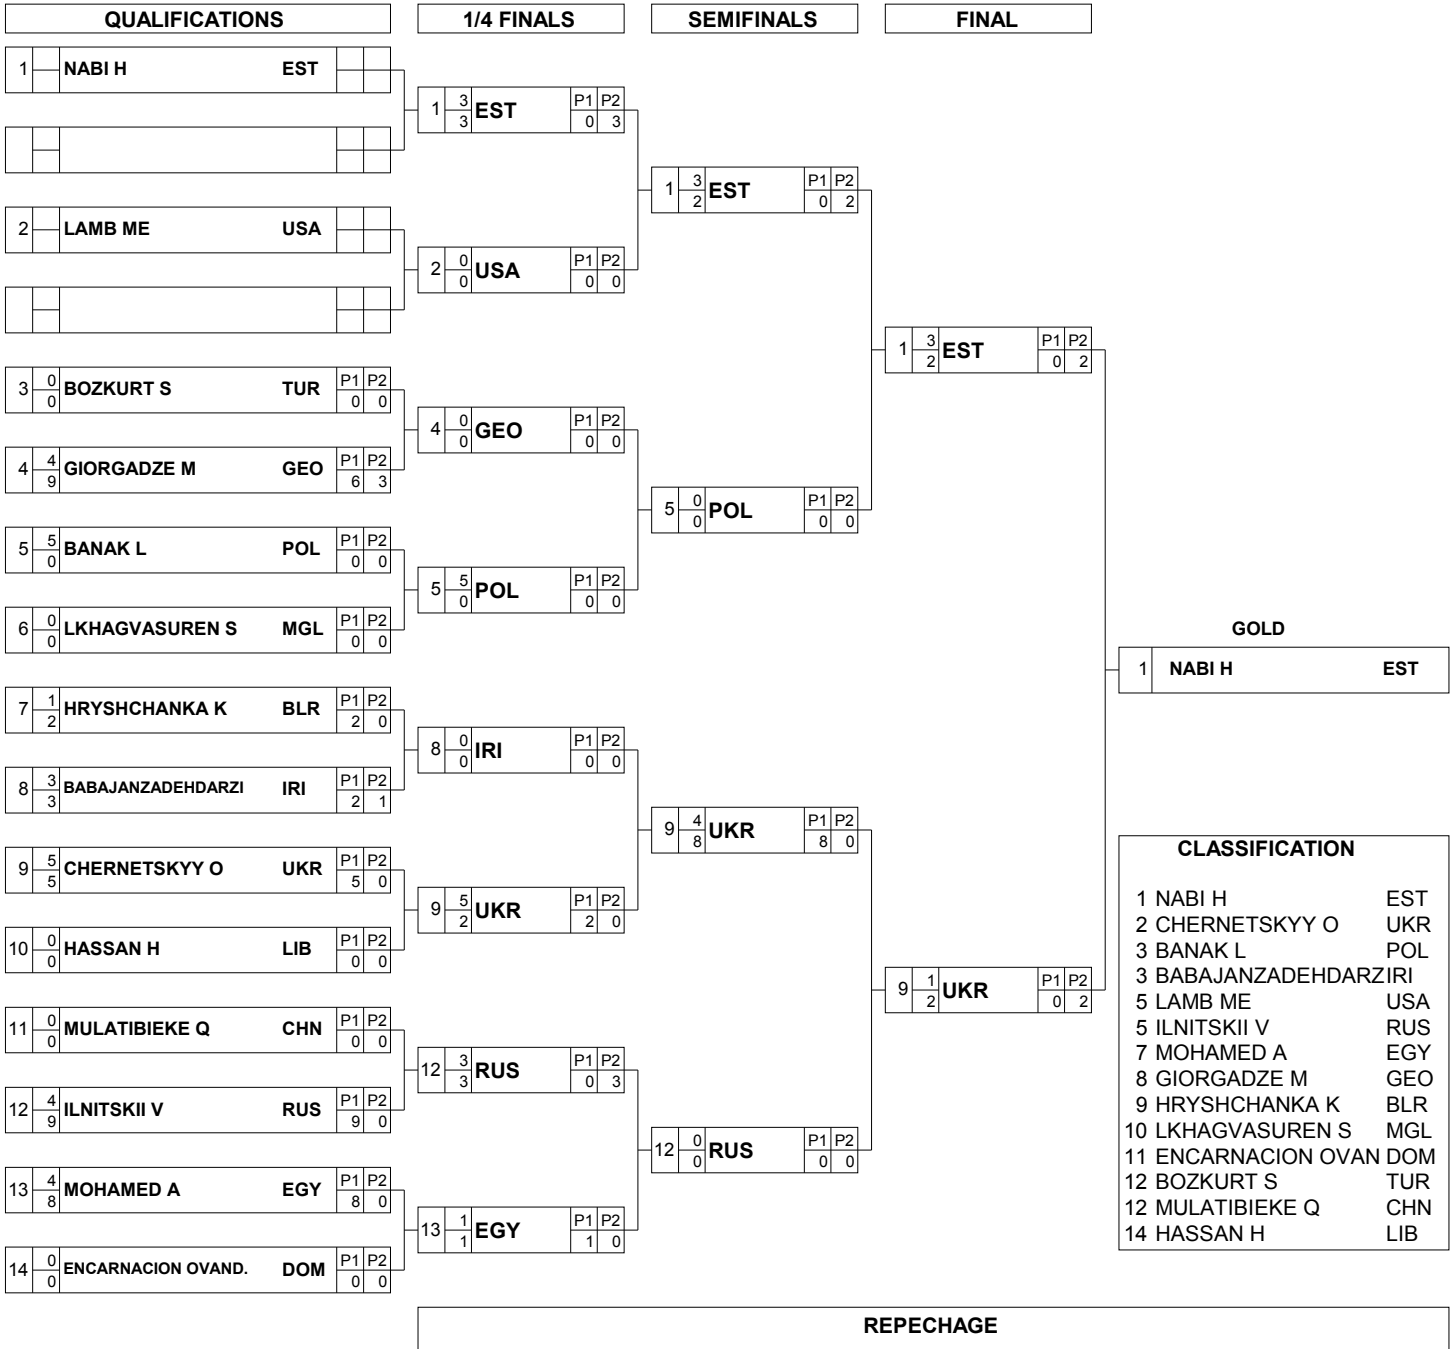 QUALIFICATIONS 1/4 FINALS SEMIFINALS FINAL
1 NABI H EST
1 3 3 EST P1 P2 0 3
1 3 2 EST P1 P2 0 2
2 LAMB ME USA
2 0 0 USA P1 P2 0 0
1 3 2 EST P1 P2 0 2
3 0 0 BOZKURT S TUR P1 P2 0 0
4 0 0 GEO P1 P2 0 0
4 4 9 GIORGADZE M GEO P1 P2 6 3
5 0 0 POL P1 P2 0 0
5 5 0 BANAK L POL P1 P2 0 0
5 5 0 POL P1 P2 0 0
6 0 0 LKHAGVASUREN S MGL P1 P2 0 0
GOLD
1 NABI H EST
7 1 2 HRYSHCHANKA K BLR P1 P2 2 0
8 0 0 IRI P1 P2 0 0
8 3 3 BABAJANZADEHDARZI IRI P1 P2 2 1
9 4 8 UKR P1 P2 8 0
9 5 5 CHERNETSKYY O UKR P1 P2 5 0
9 5 2 UKR P1 P2 2 0
10 0 0 HASSAN H LIB P1 P2 0 0
9 1 2 UKR P1 P2 0 2
11 0 0 MULATIBIEKE Q CHN P1 P2 0 0
12 3 3 RUS P1 P2 0 3
12 4 9 ILNITSKII V RUS P1 P2 9 0
12 0 0 RUS P1 P2 0 0
13 4 8 MOHAMED A EGY P1 P2 8 0
13 1 1 EGY P1 P2 1 0
14 0 0 ENCARNACION OVAND. DOM P1 P2 0 0
CLASSIFICATION
1 NABI H EST
2 CHERNETSKYY O UKR
3 BANAK L POL
3 BABAJANZADEHDARZIRI
5 LAMB ME USA
5 ILNITSKII V RUS
7 MOHAMED A EGY
8 GIORGADZE M GEO
9 HRYSHCHANKA K BLR
10 LKHAGVASUREN S MGL
11 ENCARNACION OVAN DOM
12 BOZKURT S TUR
12 MULATIBIEKE Q CHN
14 HASSAN H LIB
REPECHAGE